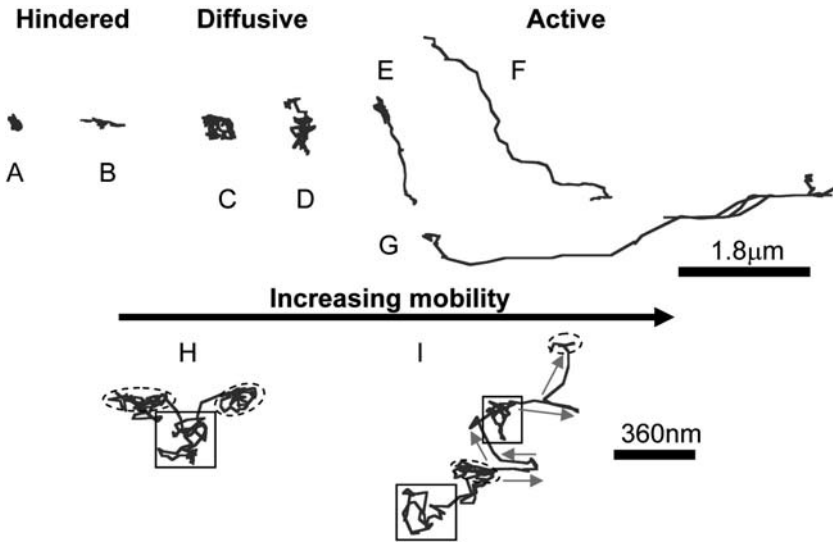 Hindered Diffusive Active
E F
A B C D
G
1.8μm
Increasing mobility
H I
360nm